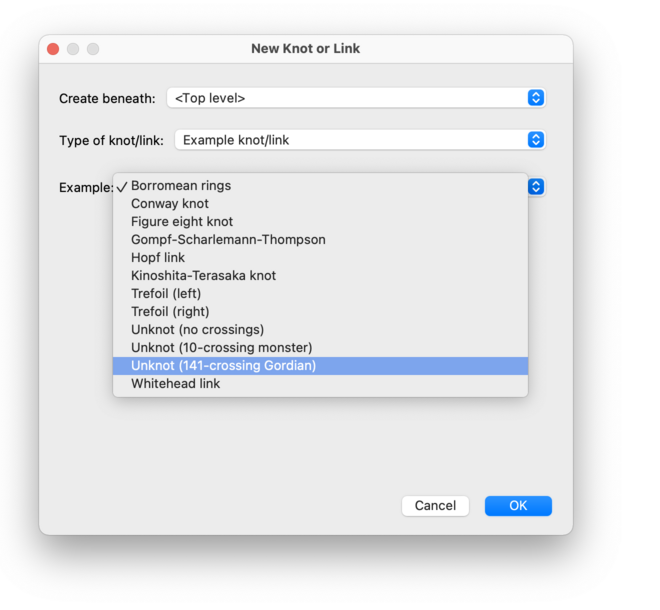 New Knot or Link
Create beneath: <Top level>
Type of knot/link: Example knot/link
Example: ✓ Borromean rings
Conway knot
Figure eight knot
Gompf-Scharlemann-Thompson
Hopf link
Kinoshita-Terasaka knot
Trefoil (left)
Trefoil (right)
Unknot (no crossings)
Unknot (10-crossing monster)
Unknot (141-crossing Gordian)
Whitehead link
Cancel OK